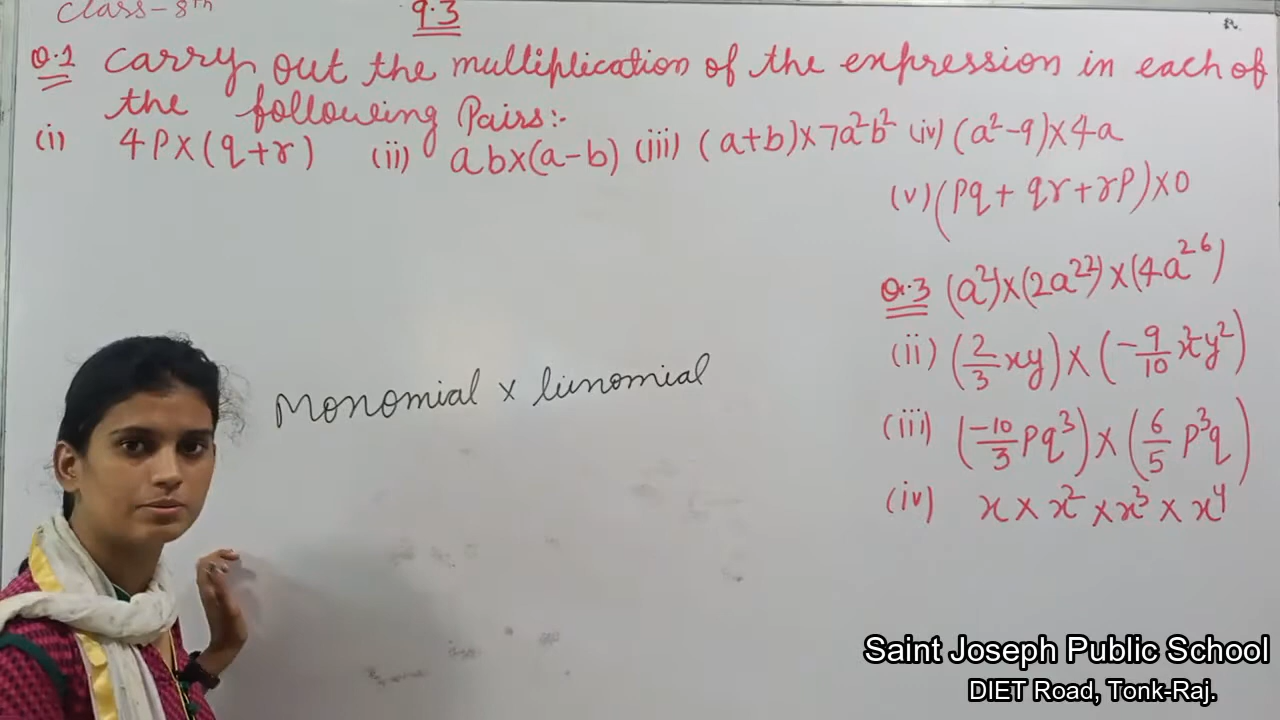 Class-8th 9.3
Q.1 Carry out the multiplication of the expression in each of
the following Pairs:-
(i) 4P×(q+r) (ii) ab×(a-b) (iii) (a+b)×7a²b² (iv) (a²-9)×4a
(v) (Pq + qr + rP)×0
Q.3 (a²)×(2a²²)×(4a²⁶)
(ii) (2/3 xy) × (-9/10 x²y²)
Monomial × binomial
(iii) (-10/3 Pq³) × (6/5 P³q)
(iv) x × x² × x³ × x⁴
Saint Joseph Public School
DIET Road, Tonk-Raj.